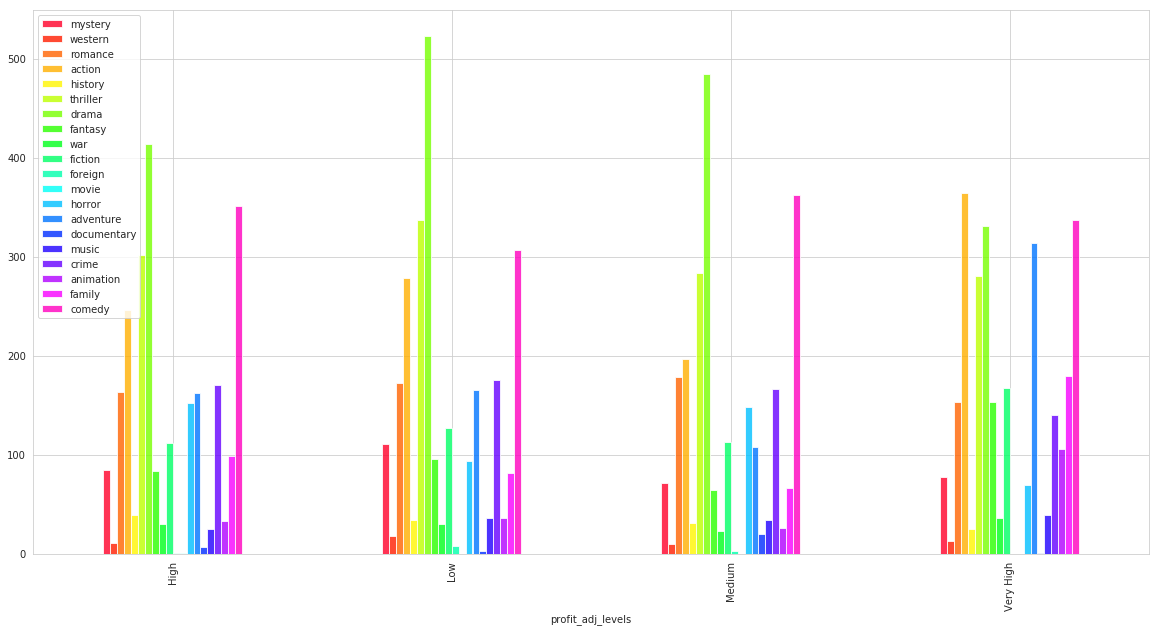 mystery
western
romance
action
history
thriller
drama
fantasy
war
fiction
foreign
movie
horror
adventure
documentary
music
crime
animation
family
comedy
500
400
300
200
100
0
High
Low
Medium
Very High
profit_adj_levels